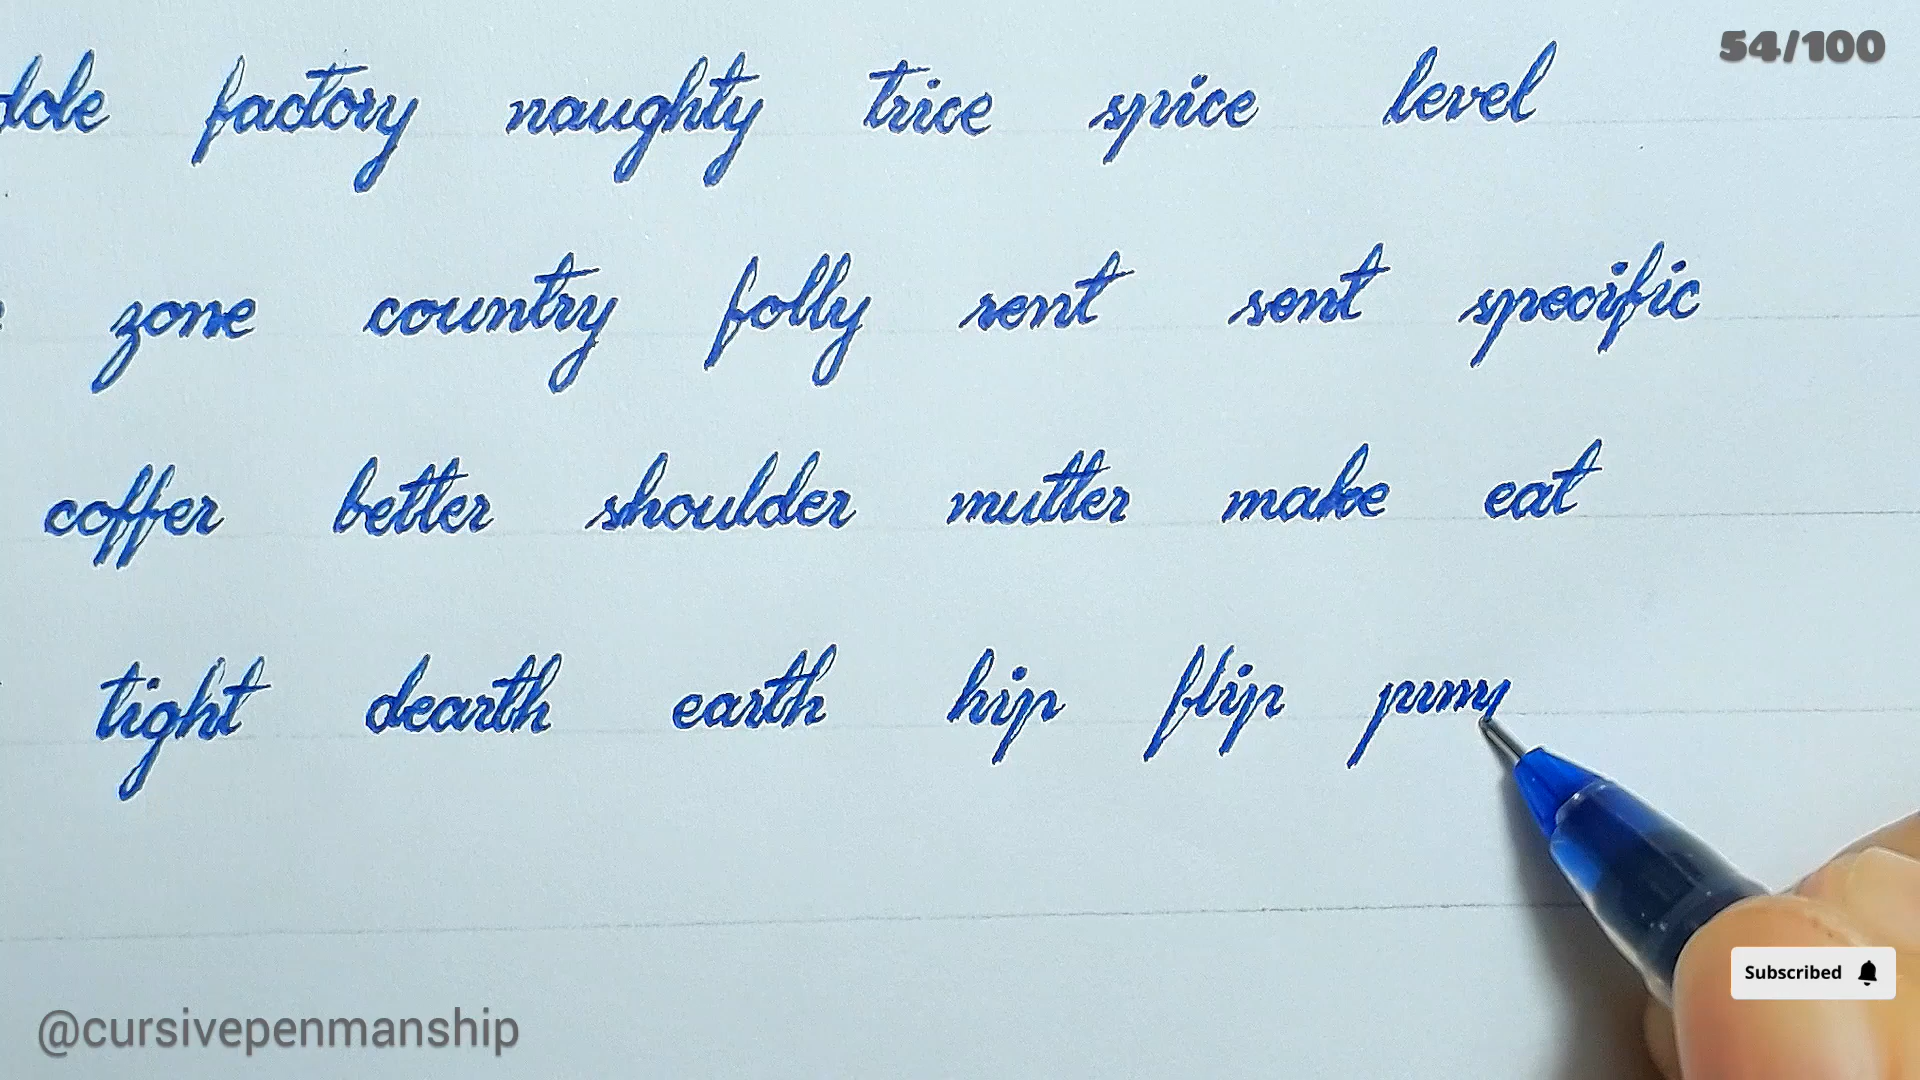 54/100
factory naughty trice spice level
zone country folly rent sent specific
coffer better shoulder mutter make eat
tight dearth earth hip flip
Subscribed
@cursivepenmanship